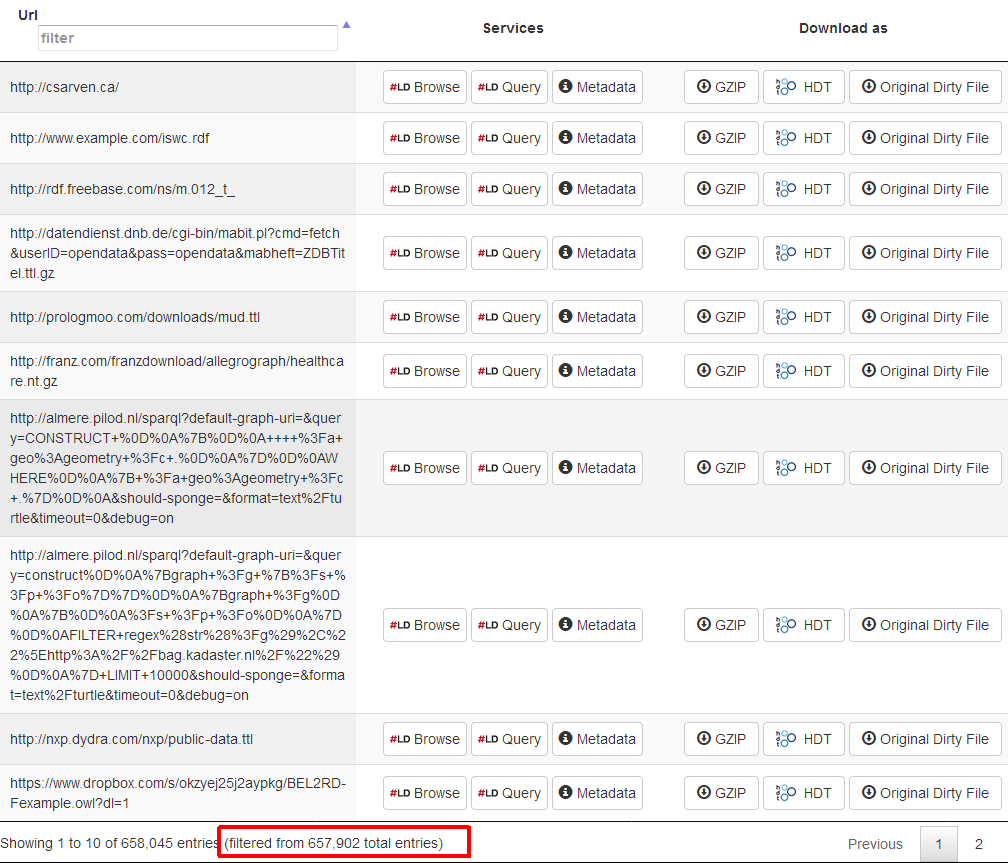 Url
filter
Services
Download as
http://csarven.ca/
#LD Browse #LD Query Metadata GZIP HDT Original Dirty File
http://www.example.com/iswc.rdf
#LD Browse #LD Query Metadata GZIP HDT Original Dirty File
http://rdf.freebase.com/ns/m.012_t_
#LD Browse #LD Query Metadata GZIP HDT Original Dirty File
http://datendienst.dnb.de/cgi-bin/mabit.pl?cmd=fetch
&userID=opendata&pass=opendata&mabheft=ZDBTit
el.ttl.gz
#LD Browse #LD Query Metadata GZIP HDT Original Dirty File
http://prologmoo.com/downloads/mud.ttl
#LD Browse #LD Query Metadata GZIP HDT Original Dirty File
http://franz.com/franzdownload/allegrograph/healthca
re.nt.gz
#LD Browse #LD Query Metadata GZIP HDT Original Dirty File
http://almere.pilod.nl/sparql?default-graph-uri=&quer
y=CONSTRUCT+%0D%0A%7B%0D%0A++++%3Fa+
geo%3Ageometry+%3Fc+.%0D%0A%7D%0D%0AW
HERE%0D%0A%7B+%3Fa+geo%3Ageometry+%3Fc
+.%7D%0D%0A&should-sponge=&format=text%2Ftu
rtle&timeout=0&debug=on
#LD Browse #LD Query Metadata GZIP HDT Original Dirty File
http://almere.pilod.nl/sparql?default-graph-uri=&quer
y=construct%0D%0A%7Bgraph+%3Fg+%7B%3Fs+%
3Fp+%3Fo%7D%7D%0D%0A%7Bgraph+%3Fg%0D
%0A%7B%0D%0A%3Fs+%3Fp+%3Fo%0D%0A%7D
%0D%0AFILTER+regex%28str%28%3Fg%29%2C%2
2%5Ehttp%3A%2F%2Fbag.kadaster.nl%2F%22%29
%0D%0A%7D+LIMIT+10000&should-sponge=&forma
t=text%2Fturtle&timeout=0&debug=on
#LD Browse #LD Query Metadata GZIP HDT Original Dirty File
http://nxp.dydra.com/nxp/public-data.ttl
#LD Browse #LD Query Metadata GZIP HDT Original Dirty File
https://www.dropbox.com/s/okzyej25j2aypkg/BEL2RD-
Fexample.owl?dl=1
#LD Browse #LD Query Metadata GZIP HDT Original Dirty File
Showing 1 to 10 of 658,045 entries (filtered from 657,902 total entries)
Previous 1 2